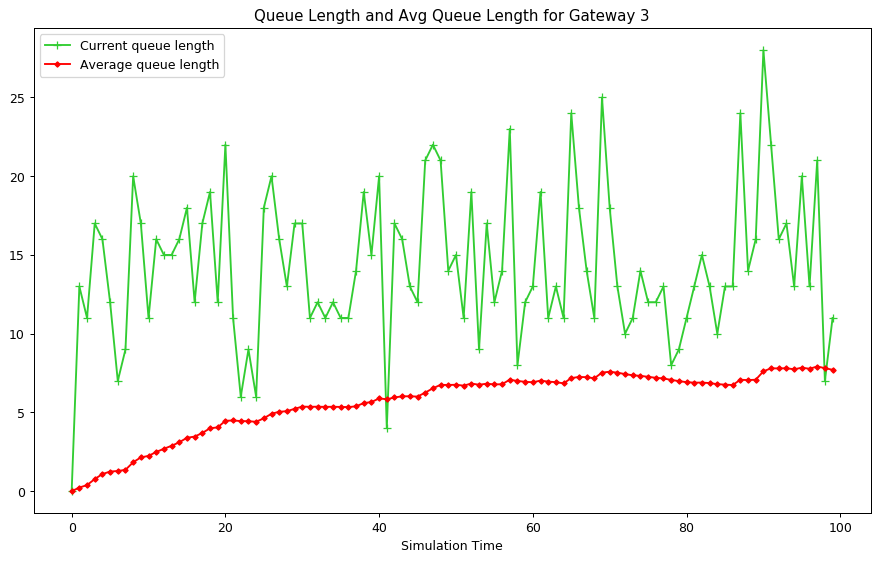 Queue Length and Avg Queue Length for Gateway 3
Current queue length
Average queue length
25
20
15
10
5
0
0 20 40 60 80 100
Simulation Time